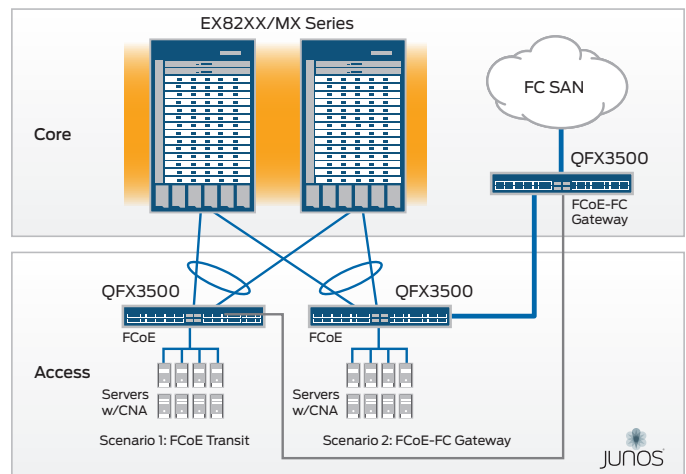 EX82XX/MX Series
FC SAN
Core
QFX3500
FCoE-FC
Gateway
QFX3500
QFX3500
FCoE
FCoE
Access
Servers
w/CNA
Servers
w/CNA
Scenario 1: FCoE Transit
Scenario 2: FCoE-FC Gateway
JUNOS